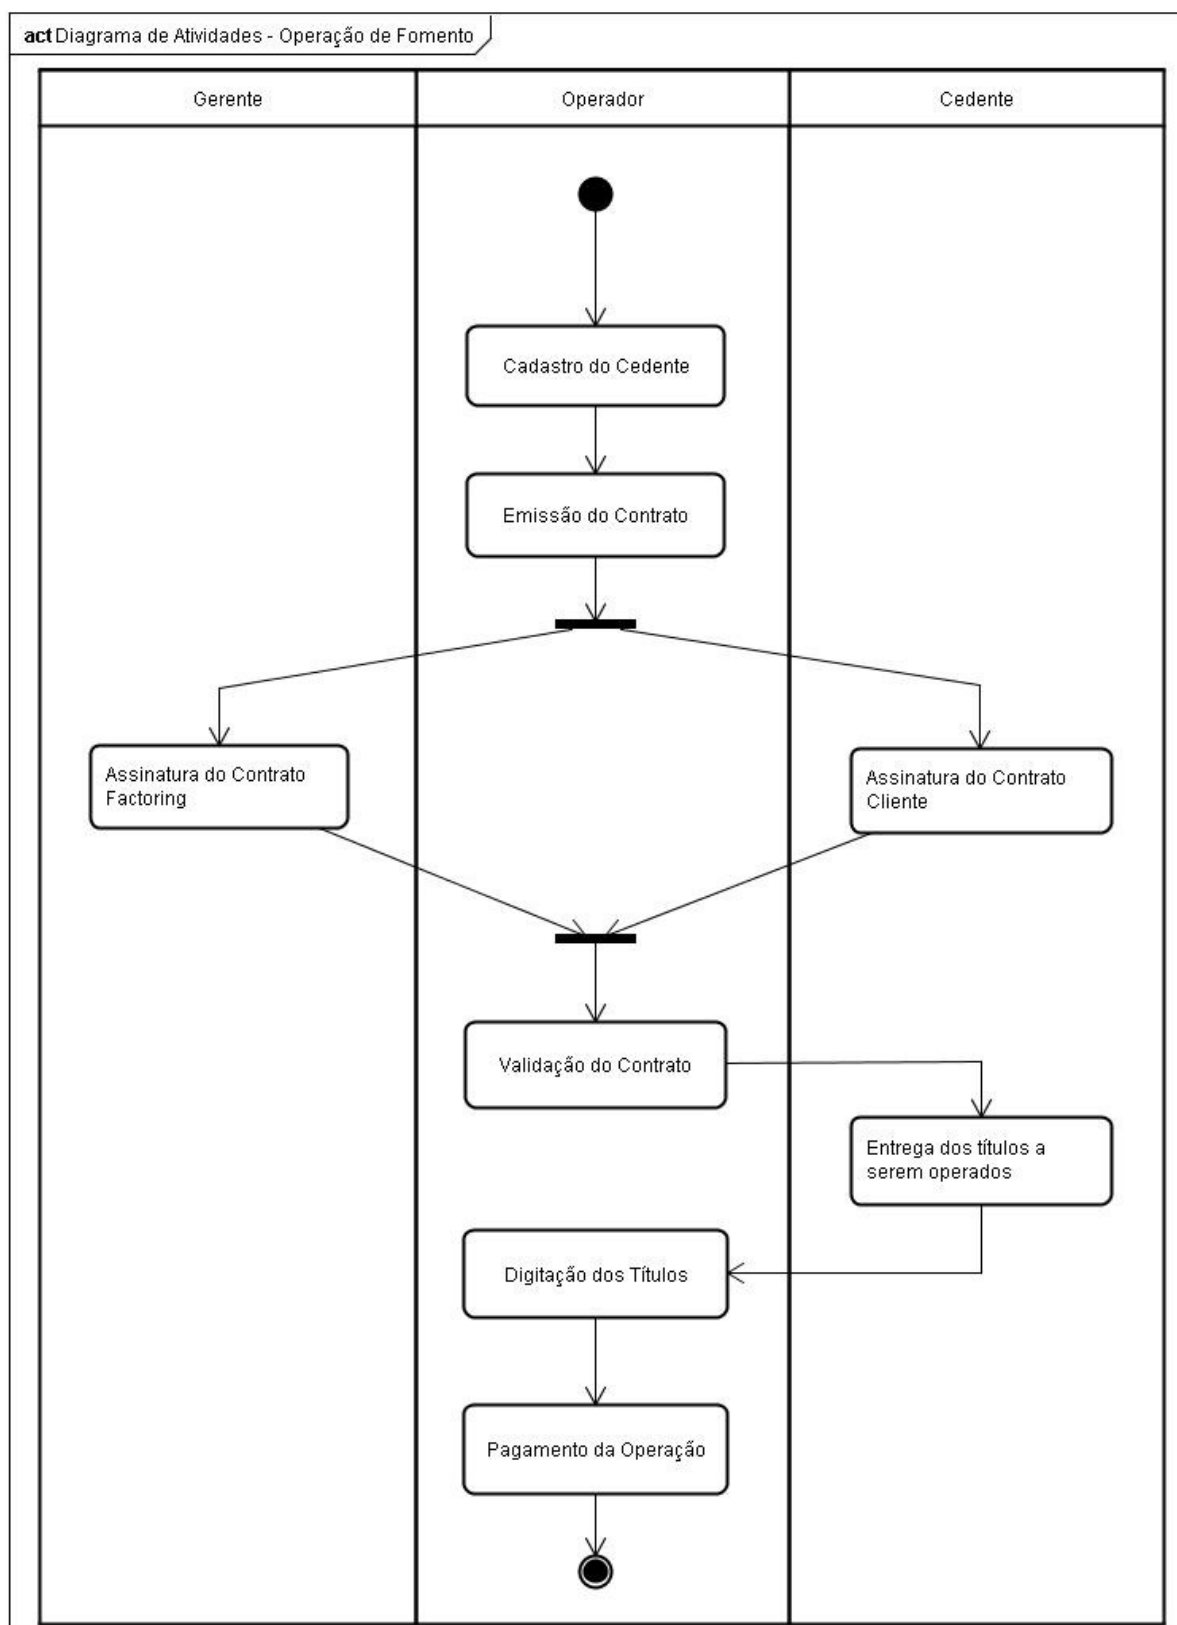 act Diagrama de Atividades - Operação de Fomento
Gerente
Operador
Cedente
Cadastro do Cedente
Emissão do Contrato
Assinatura do Contrato
Factoring
Assinatura do Contrato
Cliente
Validação do Contrato
Entrega dos títulos a
serem operados
Digitação dos Títulos
Pagamento da Operação